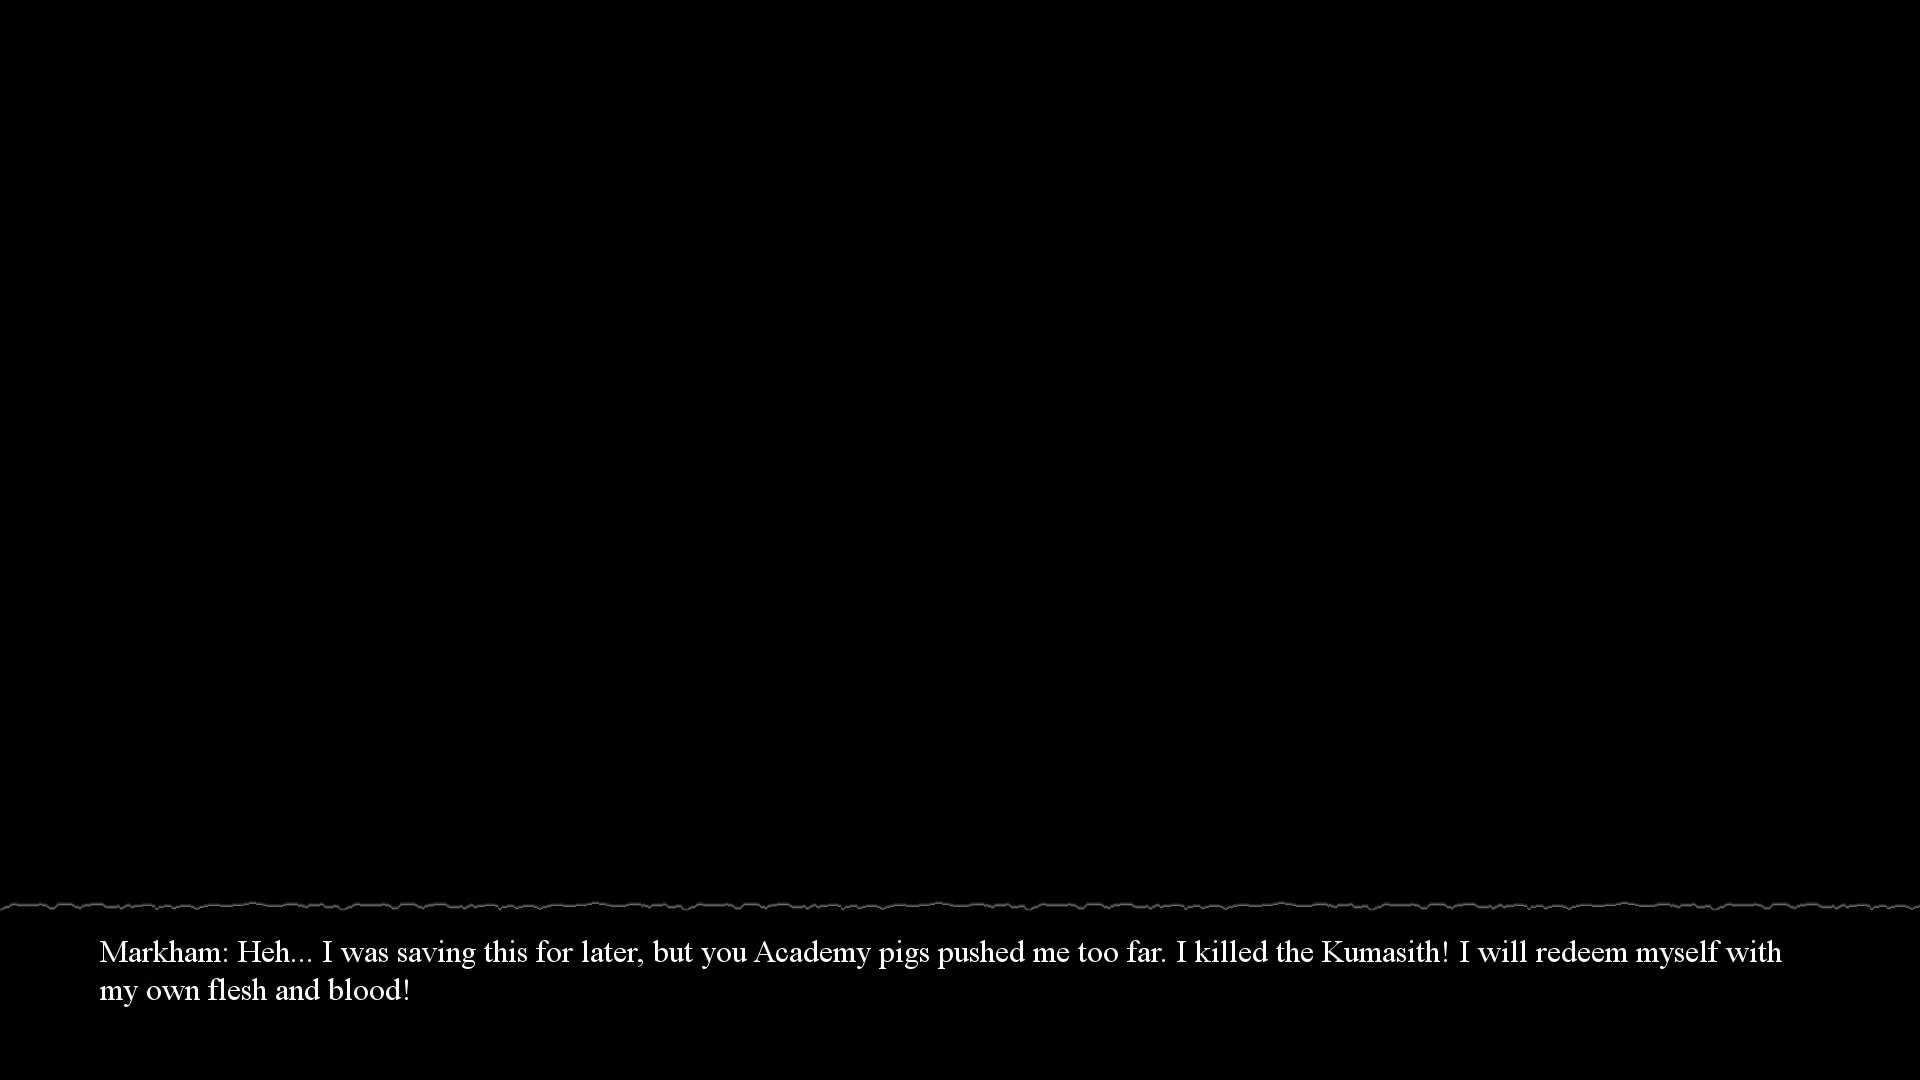 Markham: Heh... I was saving this for later, but you Academy pigs pushed me too far. I killed the Kumasith! I will redeem myself with
my own flesh and blood!